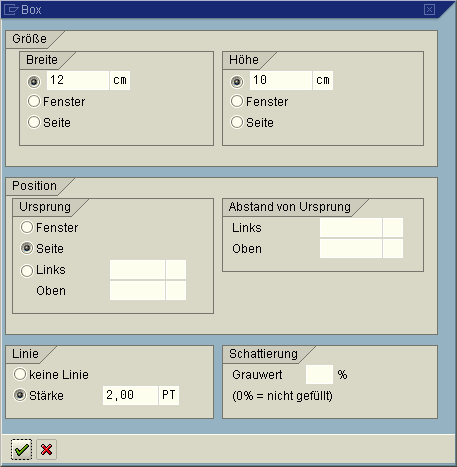 Box
Größe
Breite
12 cm
Fenster
Seite
Höhe
10 cm
Fenster
Seite
Position
Ursprung
Fenster
Seite
Links
Oben
Abstand von Ursprung
Links
Oben
Linie
keine Linie
Stärke 2,00 PT
Schattierung
Grauwert %
(0% = nicht gefüllt)